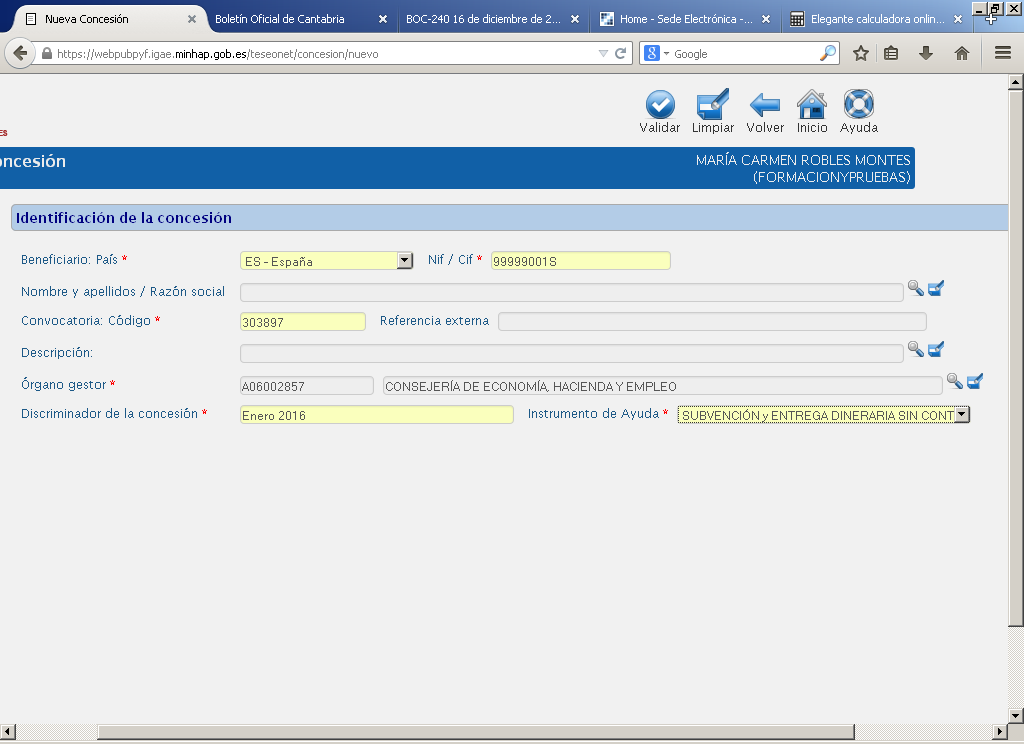 Nueva Concesión
Boletín Oficial de Cantabria
BOC-240 16 de diciembre de 2...
Home - Sede Electrónica -...
Elegante calculadora onlin...
https://webpubpyf.igae.minhap.gob.es/teseonet/concesion/nuevo
Google
ES
Validar Limpiar Volver Inicio Ayuda
oncesión
MARÍA CARMEN ROBLES MONTES
(FORMACIONYPRUEBAS)
Identificación de la concesión
Beneficiario: País * ES - España Nif / Cif * 99999001S
Nombre y apellidos / Razón social
Convocatoria: Código * 303897 Referencia externa
Descripción:
Órgano gestor * A06002857 CONSEJERÍA DE ECONOMÍA, HACIENDA Y EMPLEO
Discriminador de la concesión * Enero 2016 Instrumento de Ayuda * SUBVENCIÓN y ENTREGA DINERARIA SIN CONT